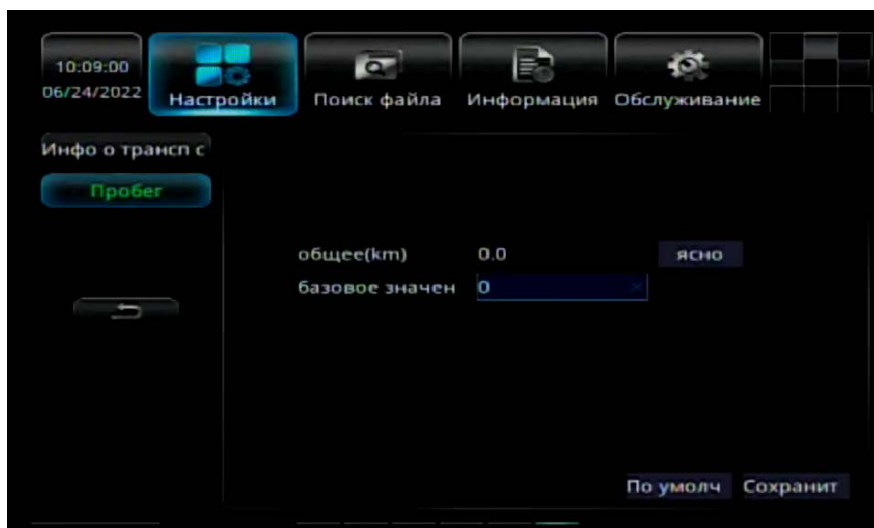 10:09:00
06/24/2022
Настройки
Поиск файла
Информация
Обслуживание
Инфо о трансп с
Пробег
общее(km) 0.0 ясно
базовое значен 0
По умолч Сохранит